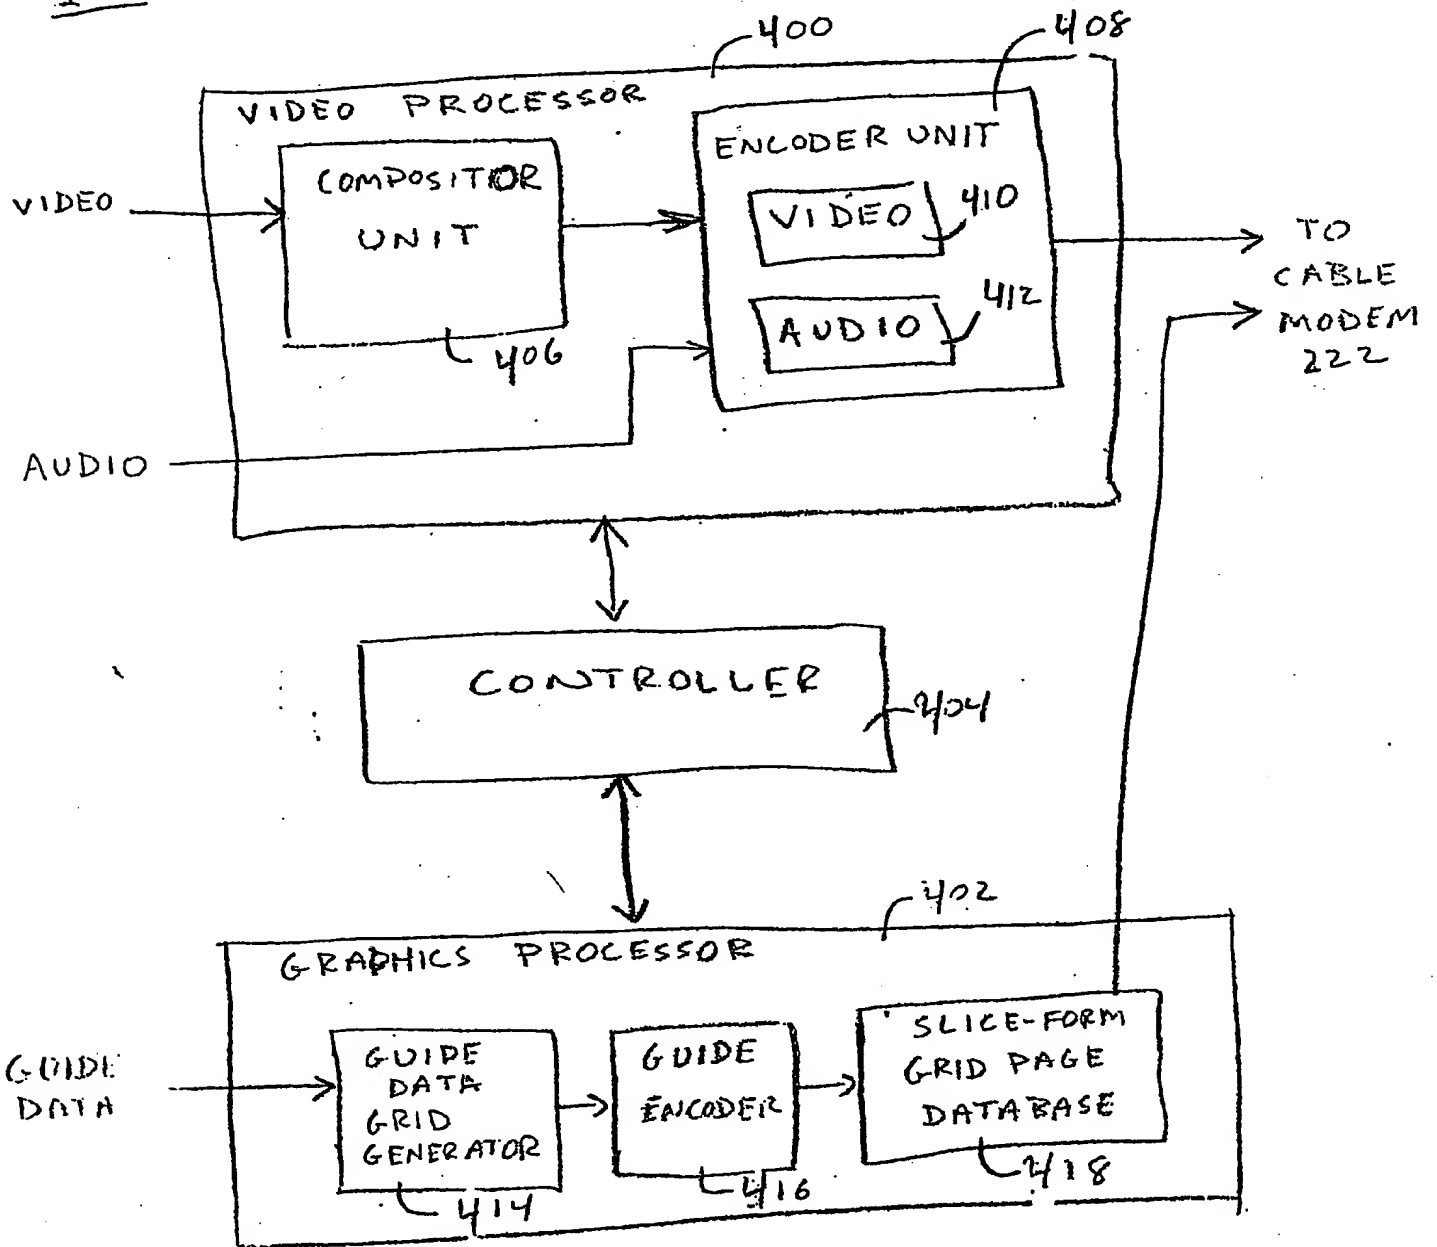 400
408
VIDEO PROCESSOR
ENCODER UNIT
COMPOSITIOR
UNIT
VIDEO
VIDEO
410
TO
CABLE
MODEM
222
AUDIO
412
406
AUDIO
CONTROLLER
404
402
GRAPHICS PROCESSOR
GUIDE
DATA
GUIDE
DATA
GRID
GENERATOR
GUIDE
ENCODER
SLICE-FORM
GRID PAGE
DATABASE
414
416
418